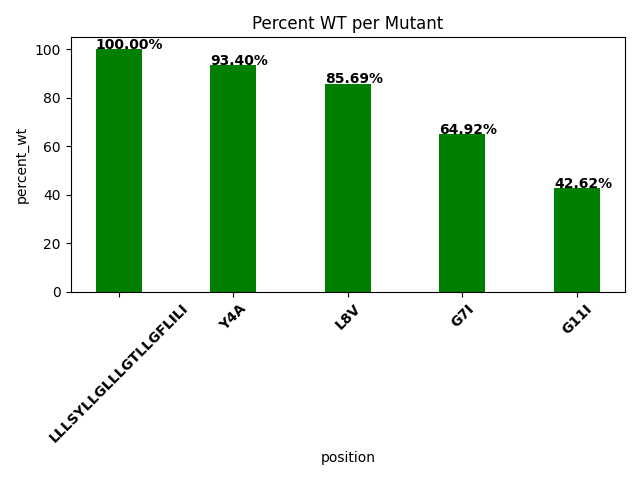 Percent WT per Mutant
percent_wt
100
80
60
40
20
0
100.00%
93.40%
85.69%
64.92%
42.62%
LLLSYLLGLLLGTLLGFLILI
Y4A
L8V
G7I
G11I
position